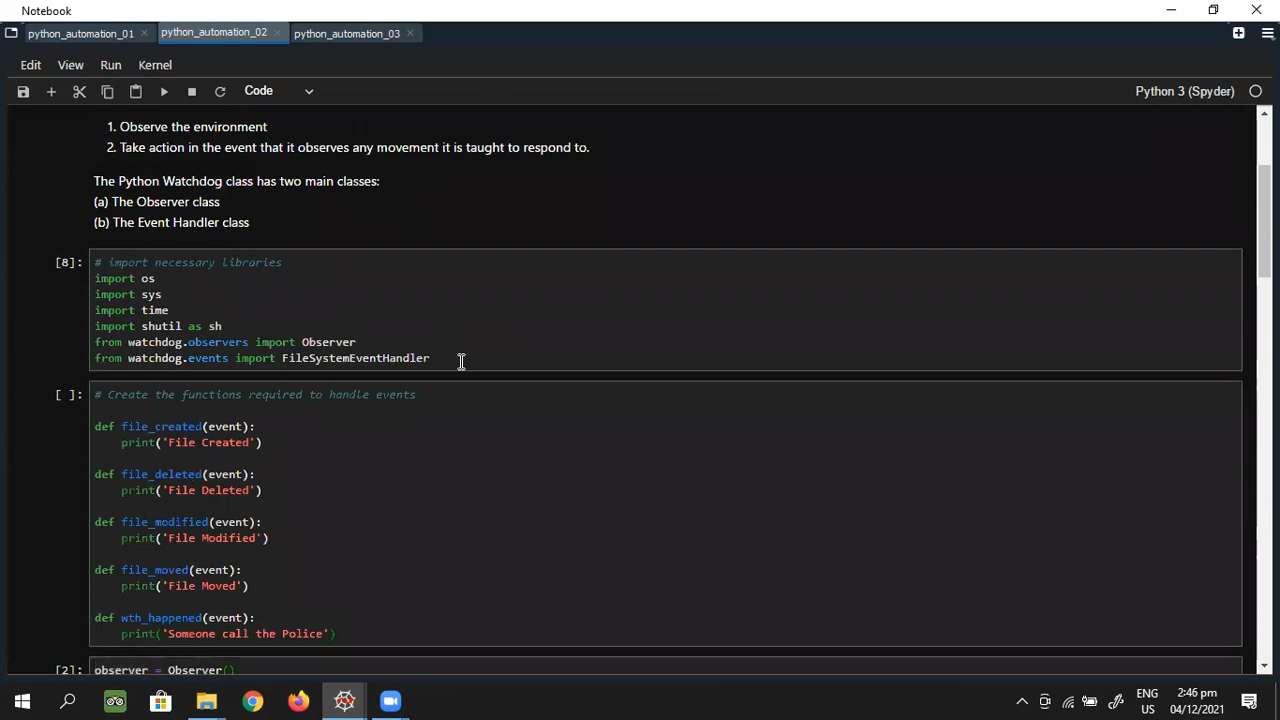 Notebook
python_automation_01
python_automation_02
python_automation_03
Edit View Run Kernel
Code
Python 3 (Spyder)
1. Observe the environment
2. Take action in the event that it observes any movement it is taught to respond to.
The Python Watchdog class has two main classes:
(a) The Observer class
(b) The Event Handler class
[8]:
# import necessary libraries
import os
import sys
import time
import shutil as sh
from watchdog.observers import Observer
from watchdog.events import FileSystemEventHandler
[ ]:
# Create the functions required to handle events
def file_created(event):
print('File Created')
def file_deleted(event):
print('File Deleted')
def file_modified(event):
print('File Modified')
def file_moved(event):
print('File Moved')
def wth_happened(event):
print('Someone call the Police')
[2]:
observer = Observer()
ENG
US
2:46 pm
04/12/2021